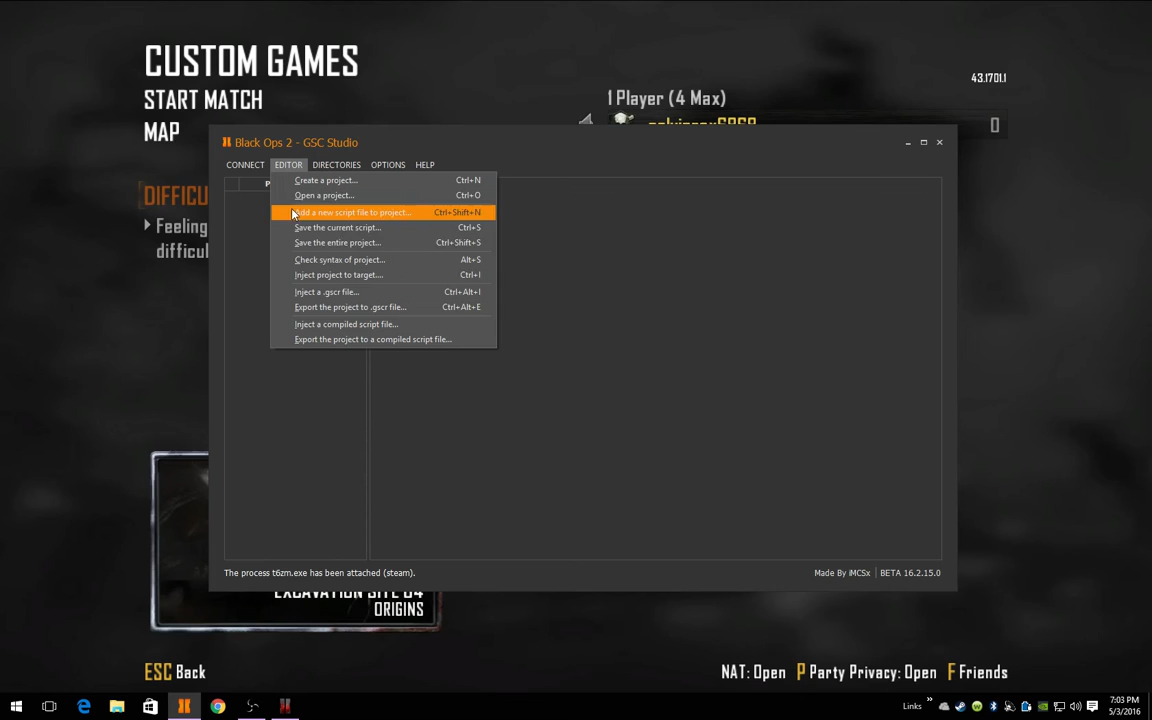 CUSTOM GAMES
START MATCH
MAP
43.1701.1
1 Player (4 Max)
0
DIFFICU
Feeling
difficul
Black Ops 2 - GSC Studio
CONNECT EDITOR DIRECTORIES OPTIONS HELP
P
Create a project... Ctrl+N
Open a project... Ctrl+O
Add a new script file to project... Ctrl+Shift+N
Save the current script... Ctrl+S
Save the entire project... Ctrl+Shift+S
Check syntax of project... Alt+S
Inject project to target.... Ctrl+I
Inject a .gscr file... Ctrl+Alt+I
Export the project to .gscr file... Ctrl+Alt+E
Inject a compiled script file...
Export the project to a compiled script file...
The process t6zm.exe has been attached (steam).
Made By iMCSx BETA 16.2.15.0
EXCAVATION SITE 64
ORIGINS
ESC Back
NAT: Open P Party Privacy: Open F Friends
Links
7:03 PM
5/3/2016